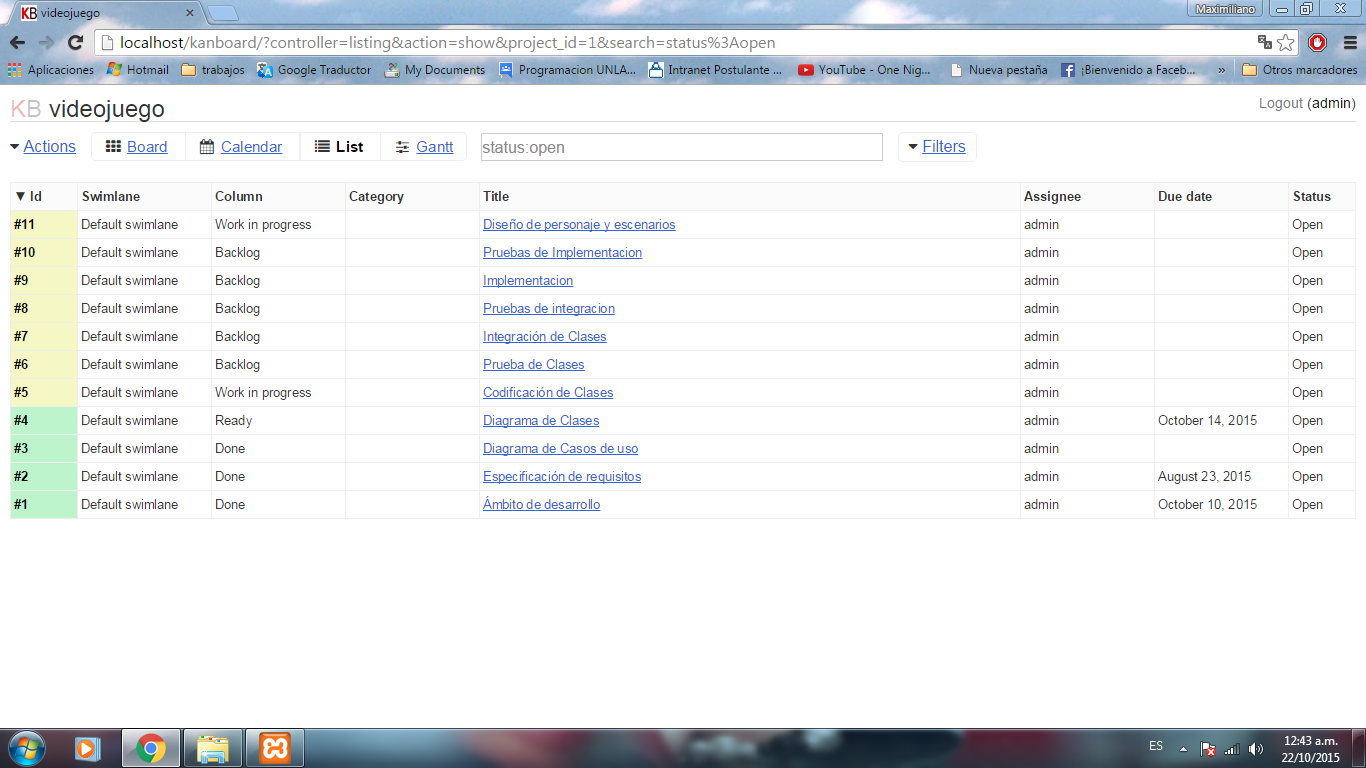 KB videojuego
Maximiliano
localhost/kanboard/?controller=listing&action=show&project_id=1&search=status%3Aopen
Aplicaciones Hotmail trabajos Google Traductor My Documents Programacion UNLA... Intranet Postulante ... YouTube - One Nig... Nueva pestaña ¡Bienvenido a Faceb... » Otros marcadores
KB videojuego Logout (admin)
Actions Board Calendar List Gantt status:open Filters
▼ Id Swimlane Column Category Title Assignee Due date Status
#11 Default swimlane Work in progress Diseño de personaje y escenarios admin Open
#10 Default swimlane Backlog Pruebas de Implementacion admin Open
#9 Default swimlane Backlog Implementacion admin Open
#8 Default swimlane Backlog Pruebas de integracion admin Open
#7 Default swimlane Backlog Integración de Clases admin Open
#6 Default swimlane Backlog Prueba de Clases admin Open
#5 Default swimlane Work in progress Codificación de Clases admin Open
#4 Default swimlane Ready Diagrama de Clases admin October 14, 2015 Open
#3 Default swimlane Done Diagrama de Casos de uso admin Open
#2 Default swimlane Done Especificación de requisitos admin August 23, 2015 Open
#1 Default swimlane Done Ámbito de desarrollo admin October 10, 2015 Open
ES 12:43 a.m.
22/10/2015